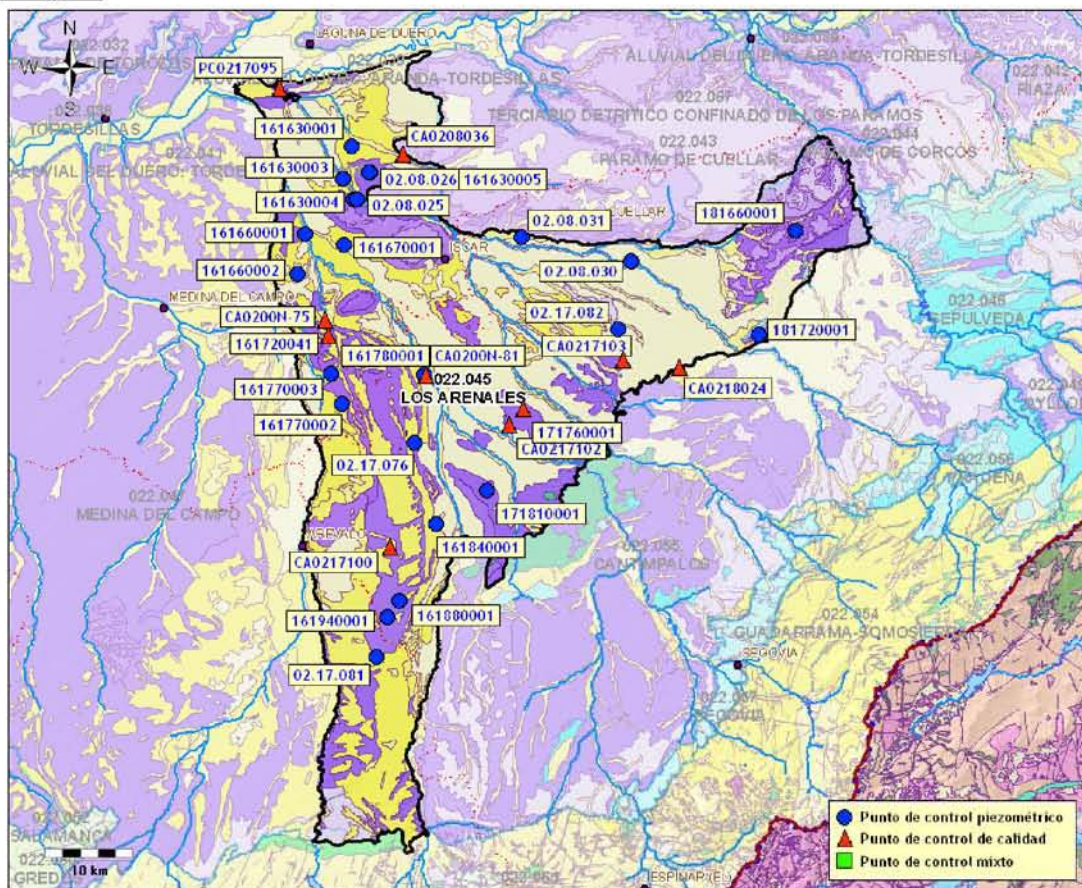 N
W E
S
022.032
LAGUNA DE DUERO
022.039
ALUVIAL DEL DUERO: ARANDA-TORDESILLAS
022.042
RIAZA
PC0217095
022.067
TERCIARIO DETRITICO CONFINADO DE LOS PARAMOS
TORDESILLAS
161630001
CA0208036
022.043
PARAMO DE CUELLAR
022.044
PARAMO DE CORCOS
022.041
161630003
02.08.026
161630005
161630004
02.08.025
02.08.031
CUELLAR
181660001
161660001
161670001
ISCAR
161660002
02.08.030
MEDINA DEL CAMPO
022.046
SEPULVEDA
CA0200N-75
02.17.082
161720041
161780001
CA0200N-81
CA0217103
181720001
161770003
022.045
LOS ARENALES
CA0218024
161770002
171760001
CA0217102
02.17.076
022.047
MEDINA DEL CAMPO
171810001
AREVALO
161840001
022.055
CANTIMPALOS
CA0217100
022.054
GUADARRAMA-SOMOSIERRA
161940001
161880001
02.17.081
SEGOVIA
SALAMANCA
GREDOS
10 km
ESPINAR (EL)
Punto de control piezométrico
Punto de control de calidad
Punto de control mixto